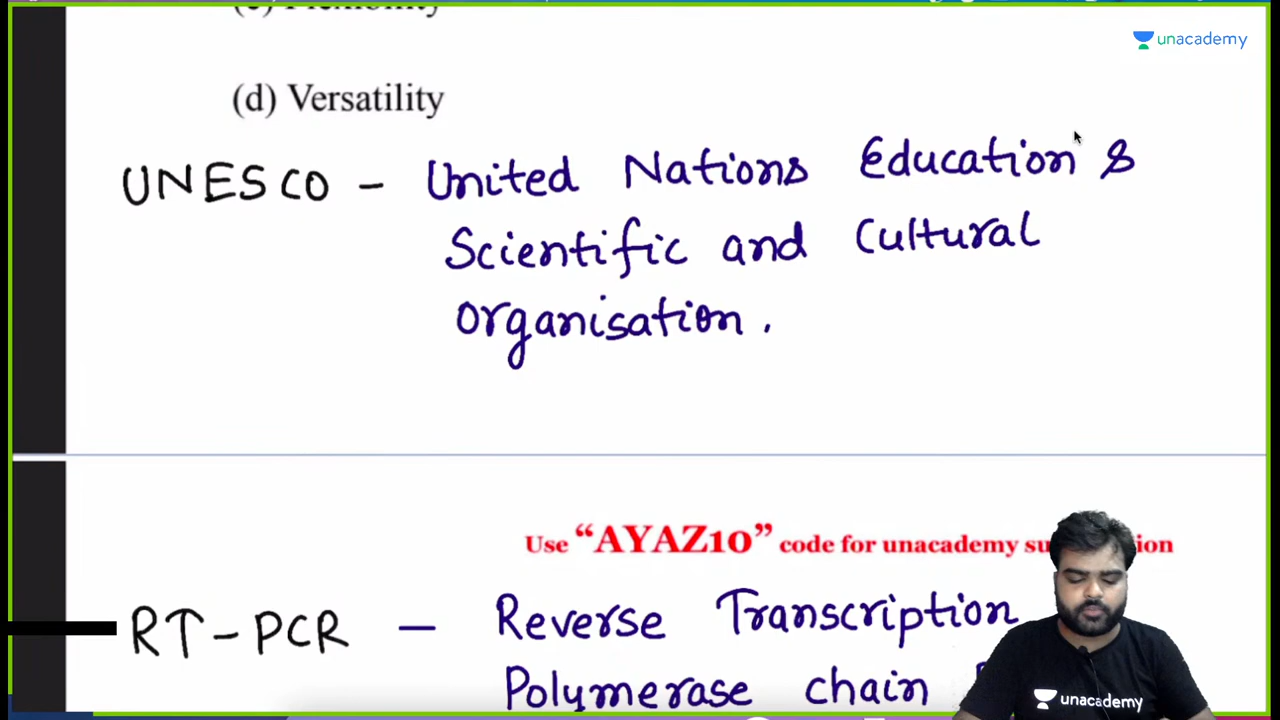 unacademy
(d) Versatility
UNESCO - United Nations Education &
Scientific and Cultural
Organisation.
Use “AYAZ10” code for unacademy
RT-PCR - Reverse Transcription
Polymerase chain
unacademy